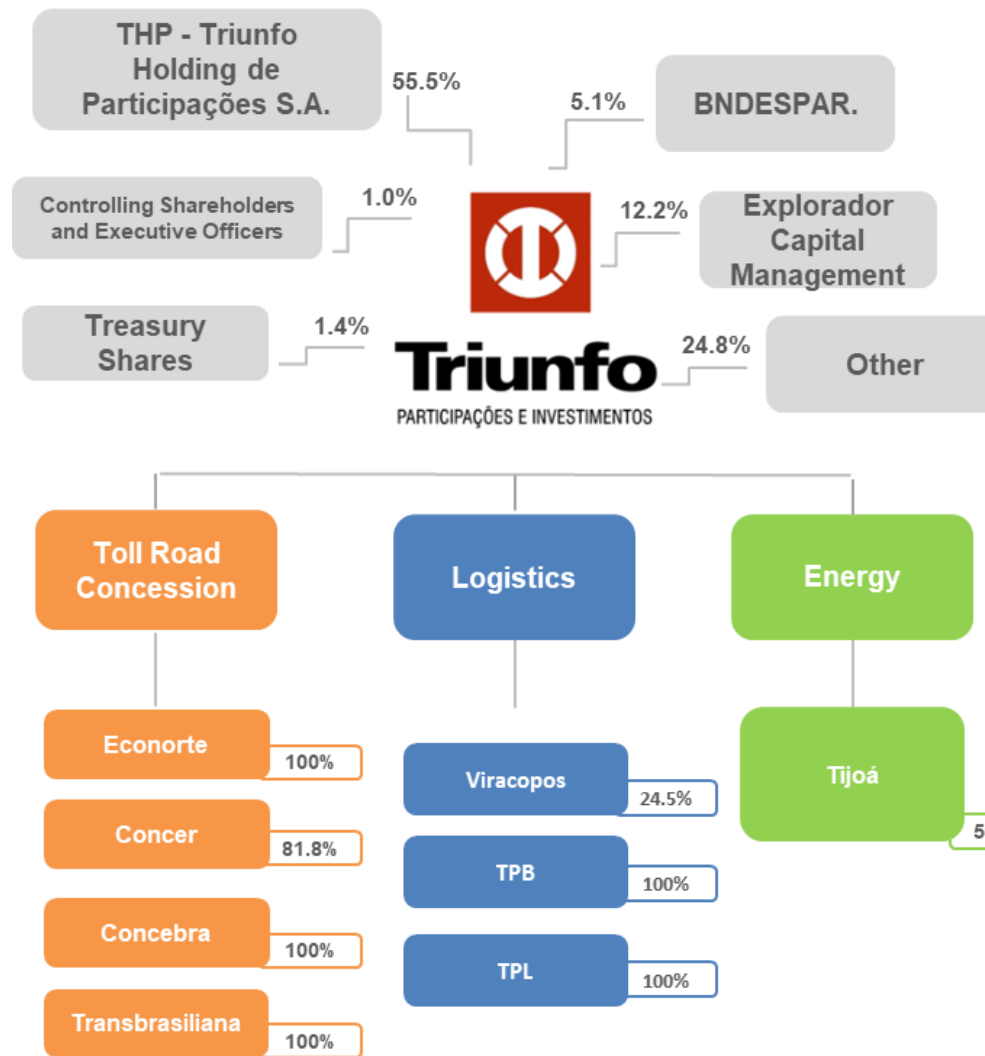 THP - Triunfo
Holding de
Participações S.A.
55.5%
5.1%
BNDESPAR.
Controlling Shareholders
and Executive Officers
1.0%
12.2%
Explorador
Capital
Management
Treasury
Shares
1.4%
Triunfo
PARTICIPAÇÕES E INVESTIMENTOS
24.8%
Other
Toll Road
Concession
Logistics
Energy
Econorte
100%
Concer
81.8%
Concebra
100%
Transbrasiliana
100%
Viracopos
24.5%
TPB
100%
TPL
100%
Tijoá